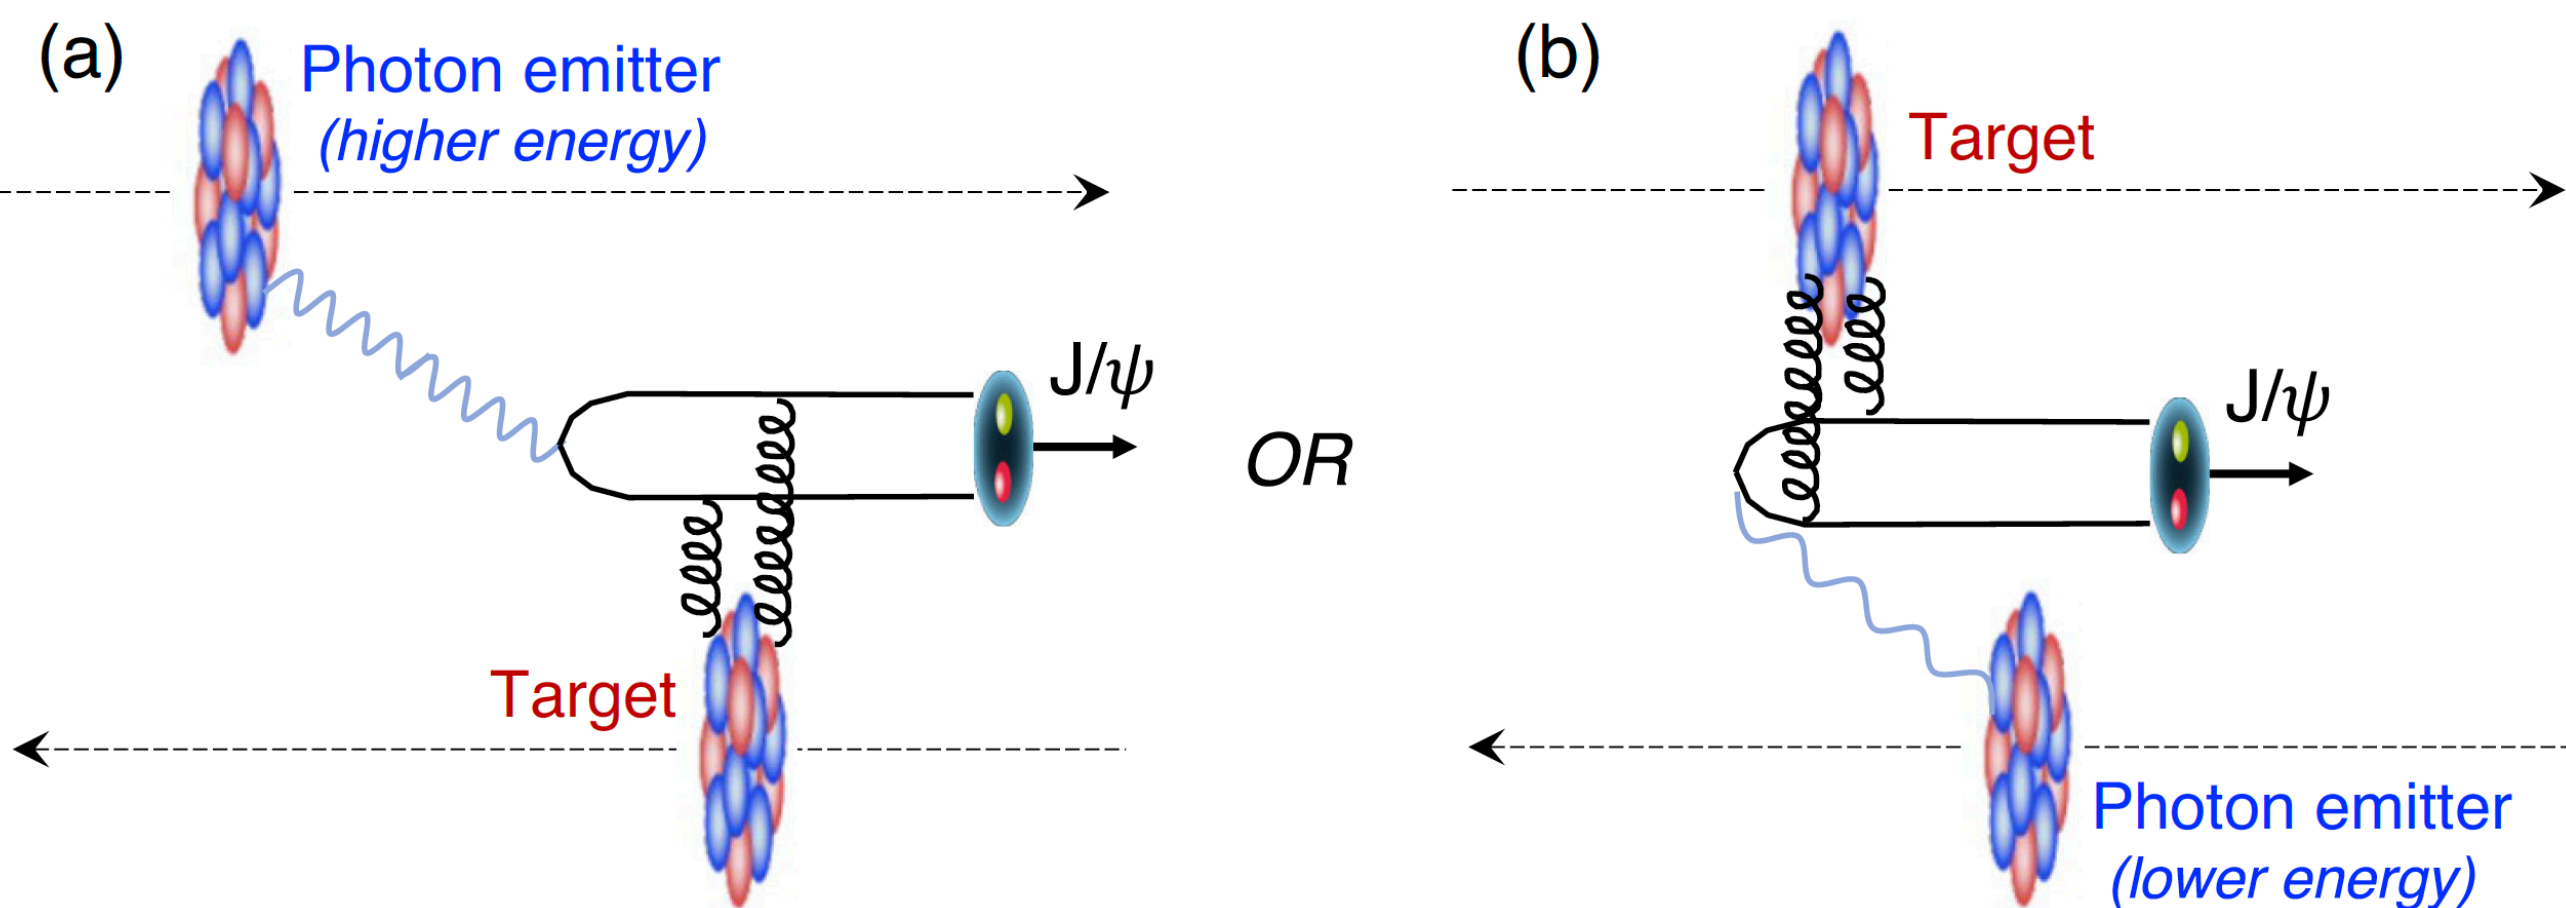 (a)
Photon emitter
(higher energy)
J/ψ
Target
OR
(b)
Target
J/ψ
Photon emitter
(lower energy)